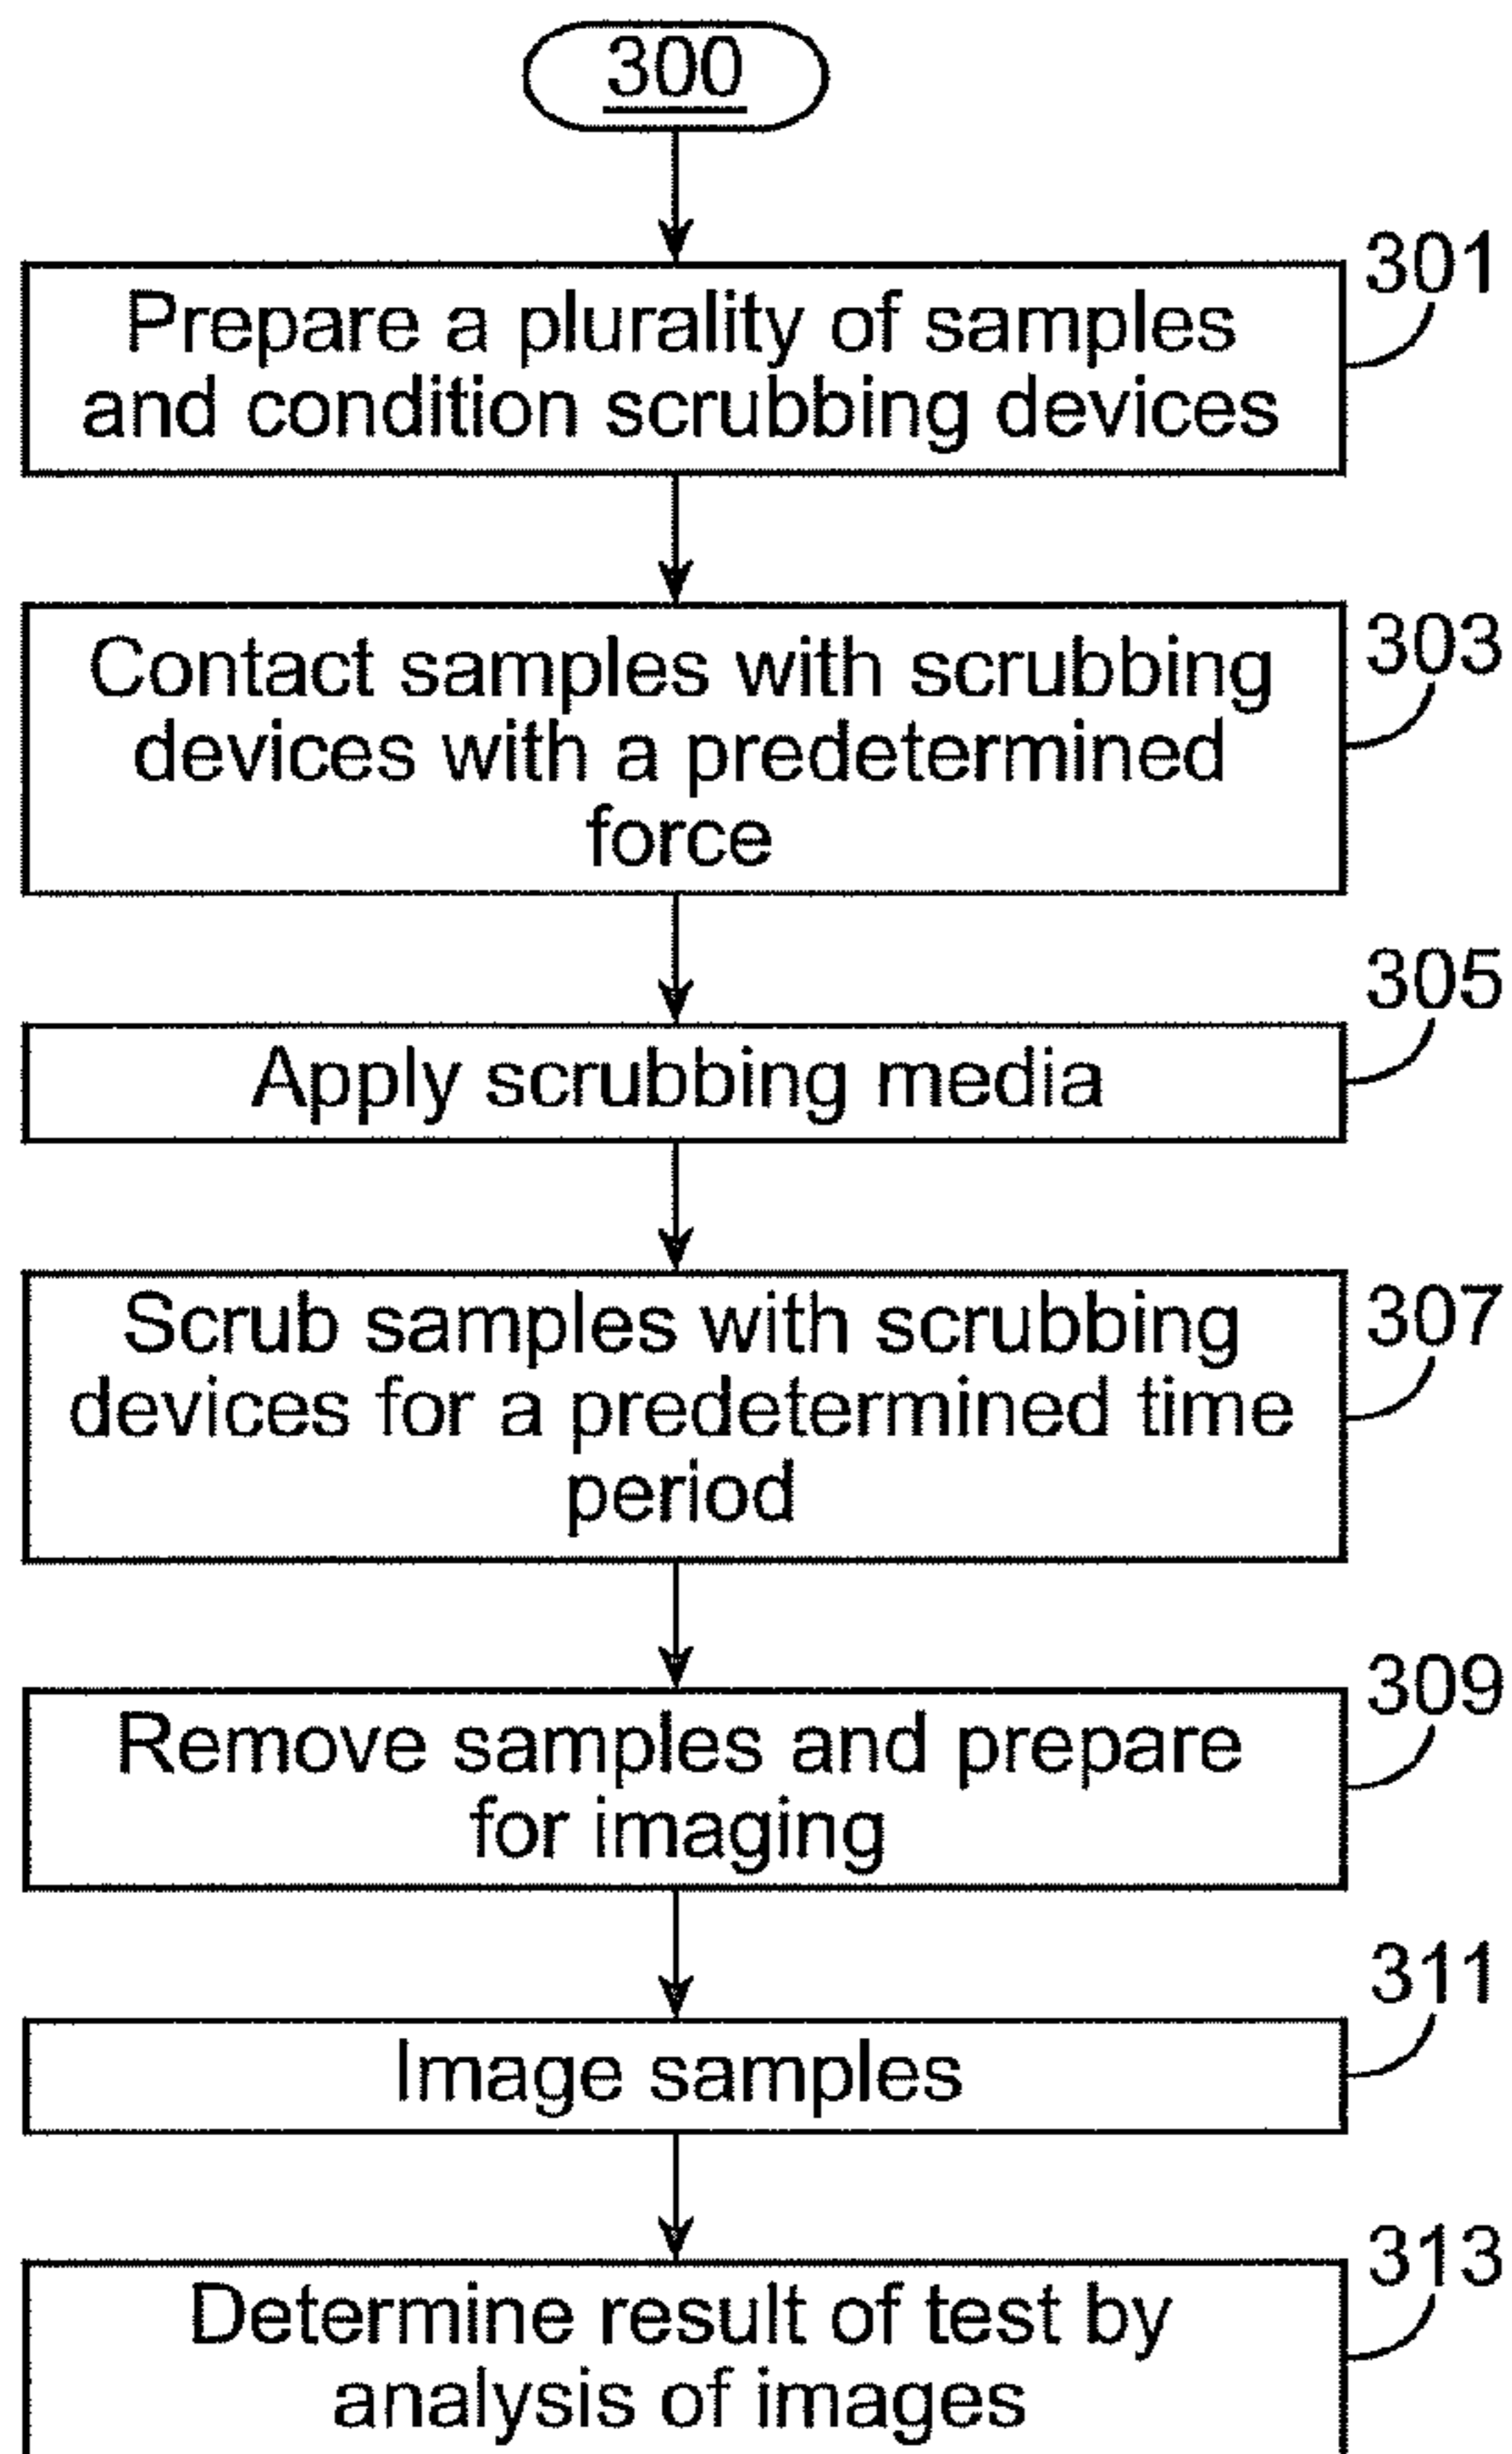 300
301
Prepare a plurality of samples
and condition scrubbing devices
303
Contact samples with scrubbing
devices with a predetermined
force
305
Apply scrubbing media
307
Scrub samples with scrubbing
devices for a predetermined time
period
309
Remove samples and prepare
for imaging
311
Image samples
313
Determine result of test by
analysis of images